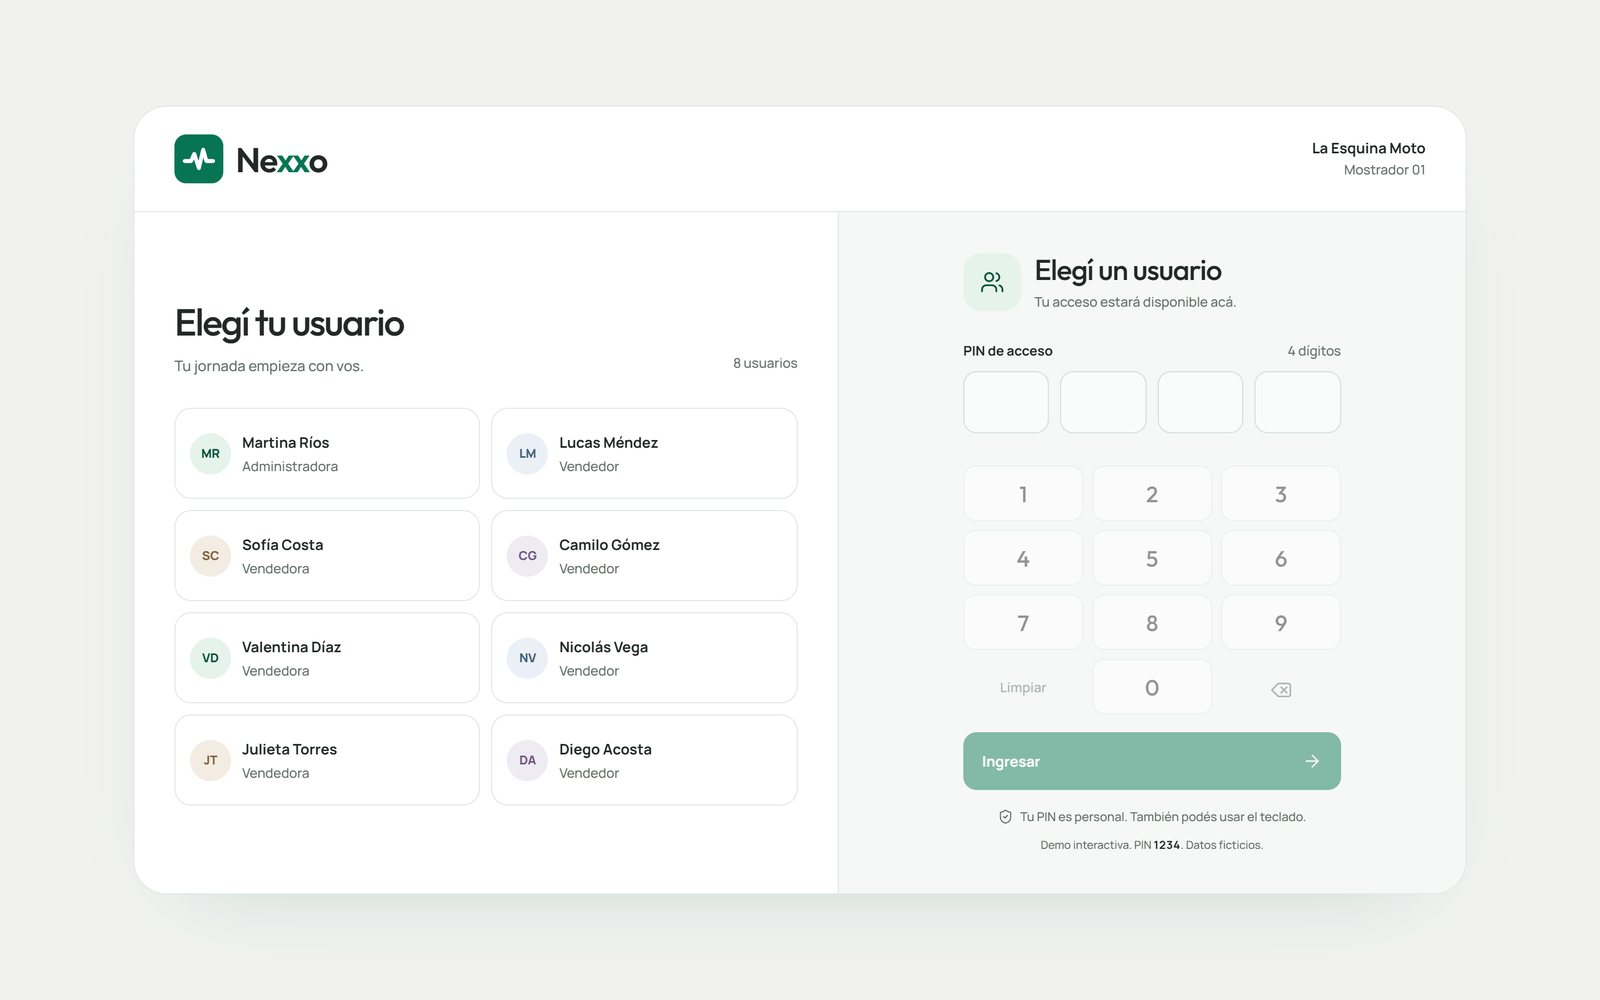 Nexxo
La Esquina Moto
Mostrador 01
Elegí tu usuario
Tu jornada empieza con vos.
8 usuarios
MR
Martina Ríos
Administradora
LM
Lucas Méndez
Vendedor
SC
Sofía Costa
Vendedora
CG
Camilo Gómez
Vendedor
VD
Valentina Díaz
Vendedora
NV
Nicolás Vega
Vendedor
JT
Julieta Torres
Vendedora
DA
Diego Acosta
Vendedor
Elegí un usuario
Tu acceso estará disponible acá.
PIN de acceso
4 dígitos
1 2 3
4 5 6
7 8 9
Limpiar 0
Ingresar
Tu PIN es personal. También podés usar el teclado.
Demo interactiva. PIN 1234. Datos ficticios.